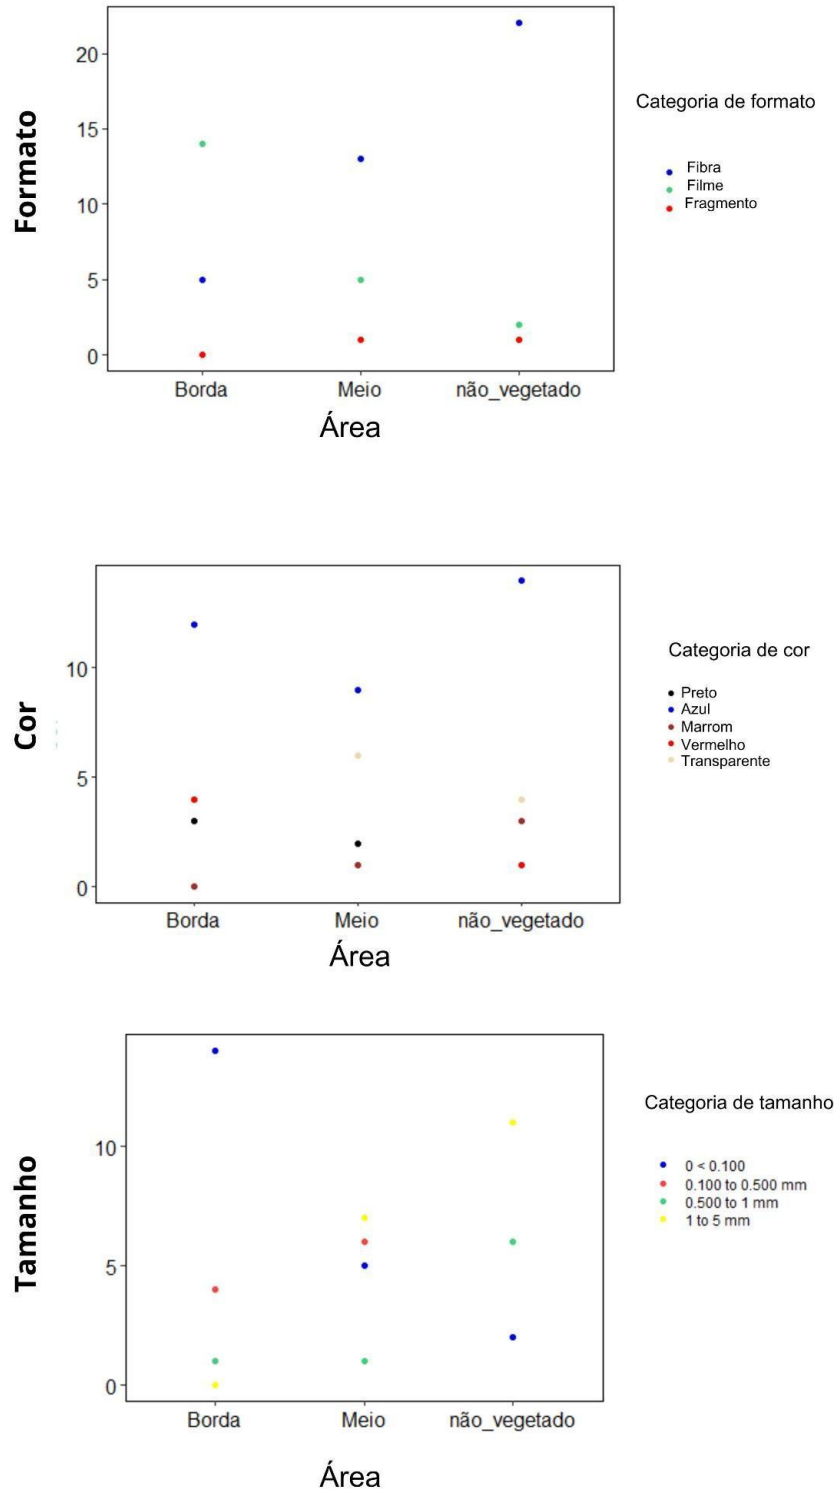 Formato
20
15
10
5
0
Borda Meio não_vegetado
Área
Categoria de formato
Fibra
Filme
Fragmento
Cor
10
5
0
Borda Meio não_vegetado
Área
Categoria de cor
Preto
Azul
Marrom
Vermelho
Transparente
Tamanho
10
5
0
Borda Meio não_vegetado
Área
Categoria de tamanho
0 < 0.100
0.100 to 0.500 mm
0.500 to 1 mm
1 to 5 mm